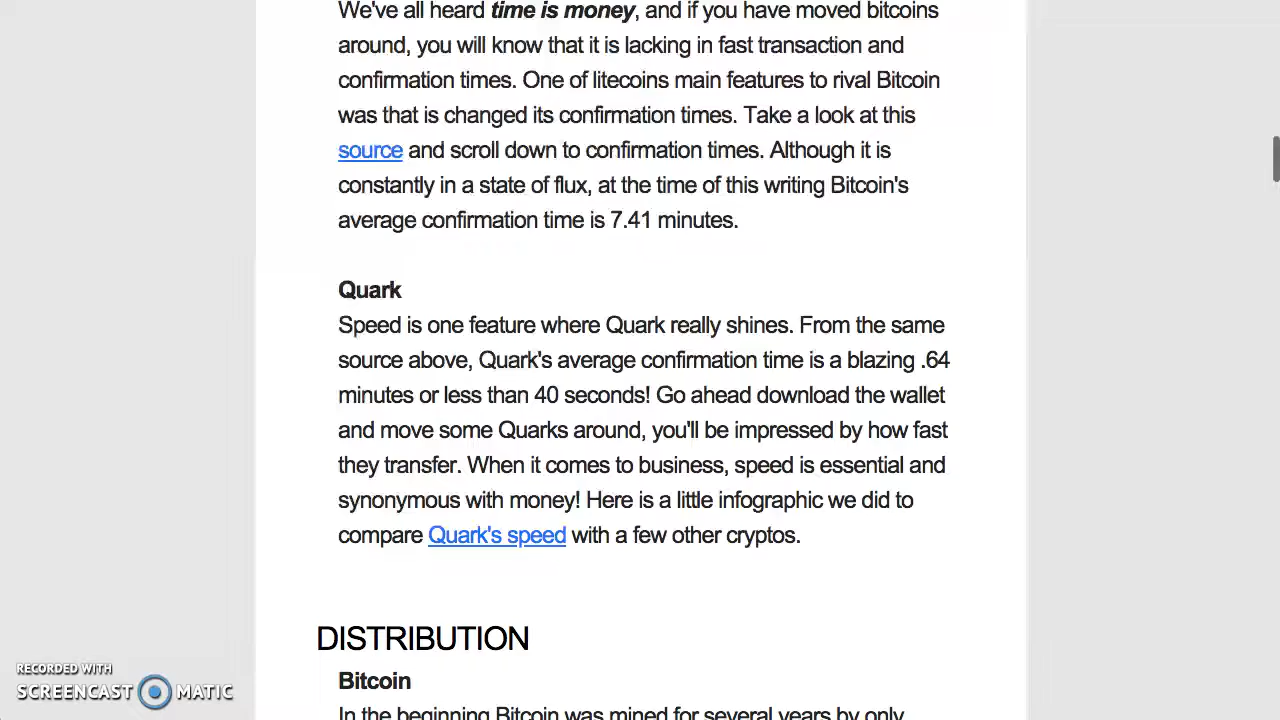 We've all heard time is money, and if you have moved bitcoins
around, you will know that it is lacking in fast transaction and
confirmation times. One of litecoins main features to rival Bitcoin
was that is changed its confirmation times. Take a look at this
source and scroll down to confirmation times. Although it is
constantly in a state of flux, at the time of this writing Bitcoin's
average confirmation time is 7.41 minutes.
Quark
Speed is one feature where Quark really shines. From the same
source above, Quark's average confirmation time is a blazing .64
minutes or less than 40 seconds! Go ahead download the wallet
and move some Quarks around, you'll be impressed by how fast
they transfer. When it comes to business, speed is essential and
synonymous with money! Here is a little infographic we did to
compare Quark's speed with a few other cryptos.
DISTRIBUTION
Bitcoin
In the beginning Bitcoin was mined for several years by only
RECORDED WITH
SCREENCAST MATIC